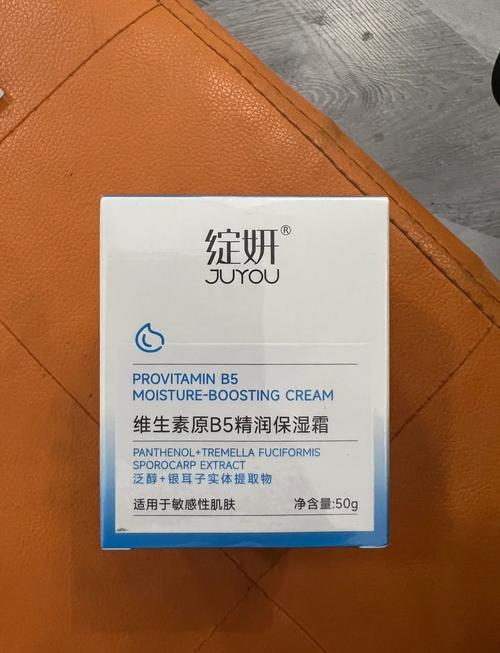 绽妍®
JUYOU
PROVITAMIN B5
MOISTURE-BOOSTING CREAM
维生素原B5精润保湿霜
PANTHENOL+TREMELLA FUCIFORMIS
SPOROCARP EXTRACT
泛醇+银耳子实体提取物
适用于敏感性肌肤 净含量:50g